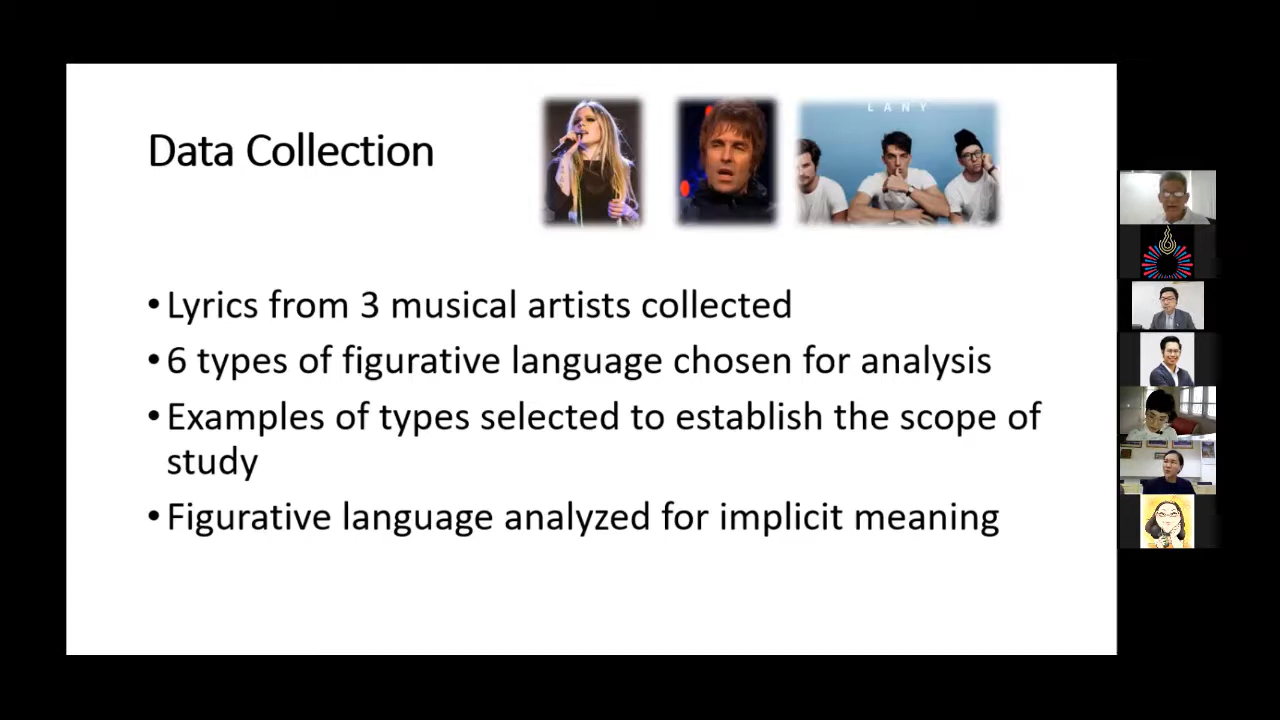 LANY
Data Collection
•Lyrics from 3 musical artists collected
•6 types of figurative language chosen for analysis
•Examples of types selected to establish the scope of
study
•Figurative language analyzed for implicit meaning